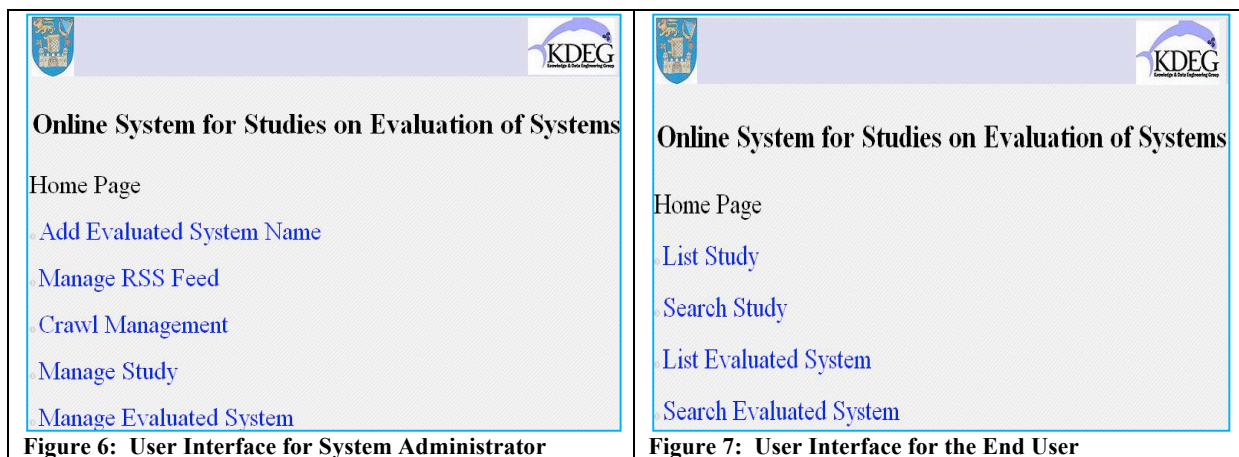 KDEG
Knowledge & Data Engineering Group
Online System for Studies on Evaluation of Systems
Home Page
Add Evaluated System Name
Manage RSS Feed
Crawl Management
Manage Study
Manage Evaluated System
Figure 6: User Interface for System Administrator
KDEG
Knowledge & Data Engineering Group
Online System for Studies on Evaluation of Systems
Home Page
List Study
Search Study
List Evaluated System
Search Evaluated System
Figure 7: User Interface for the End User